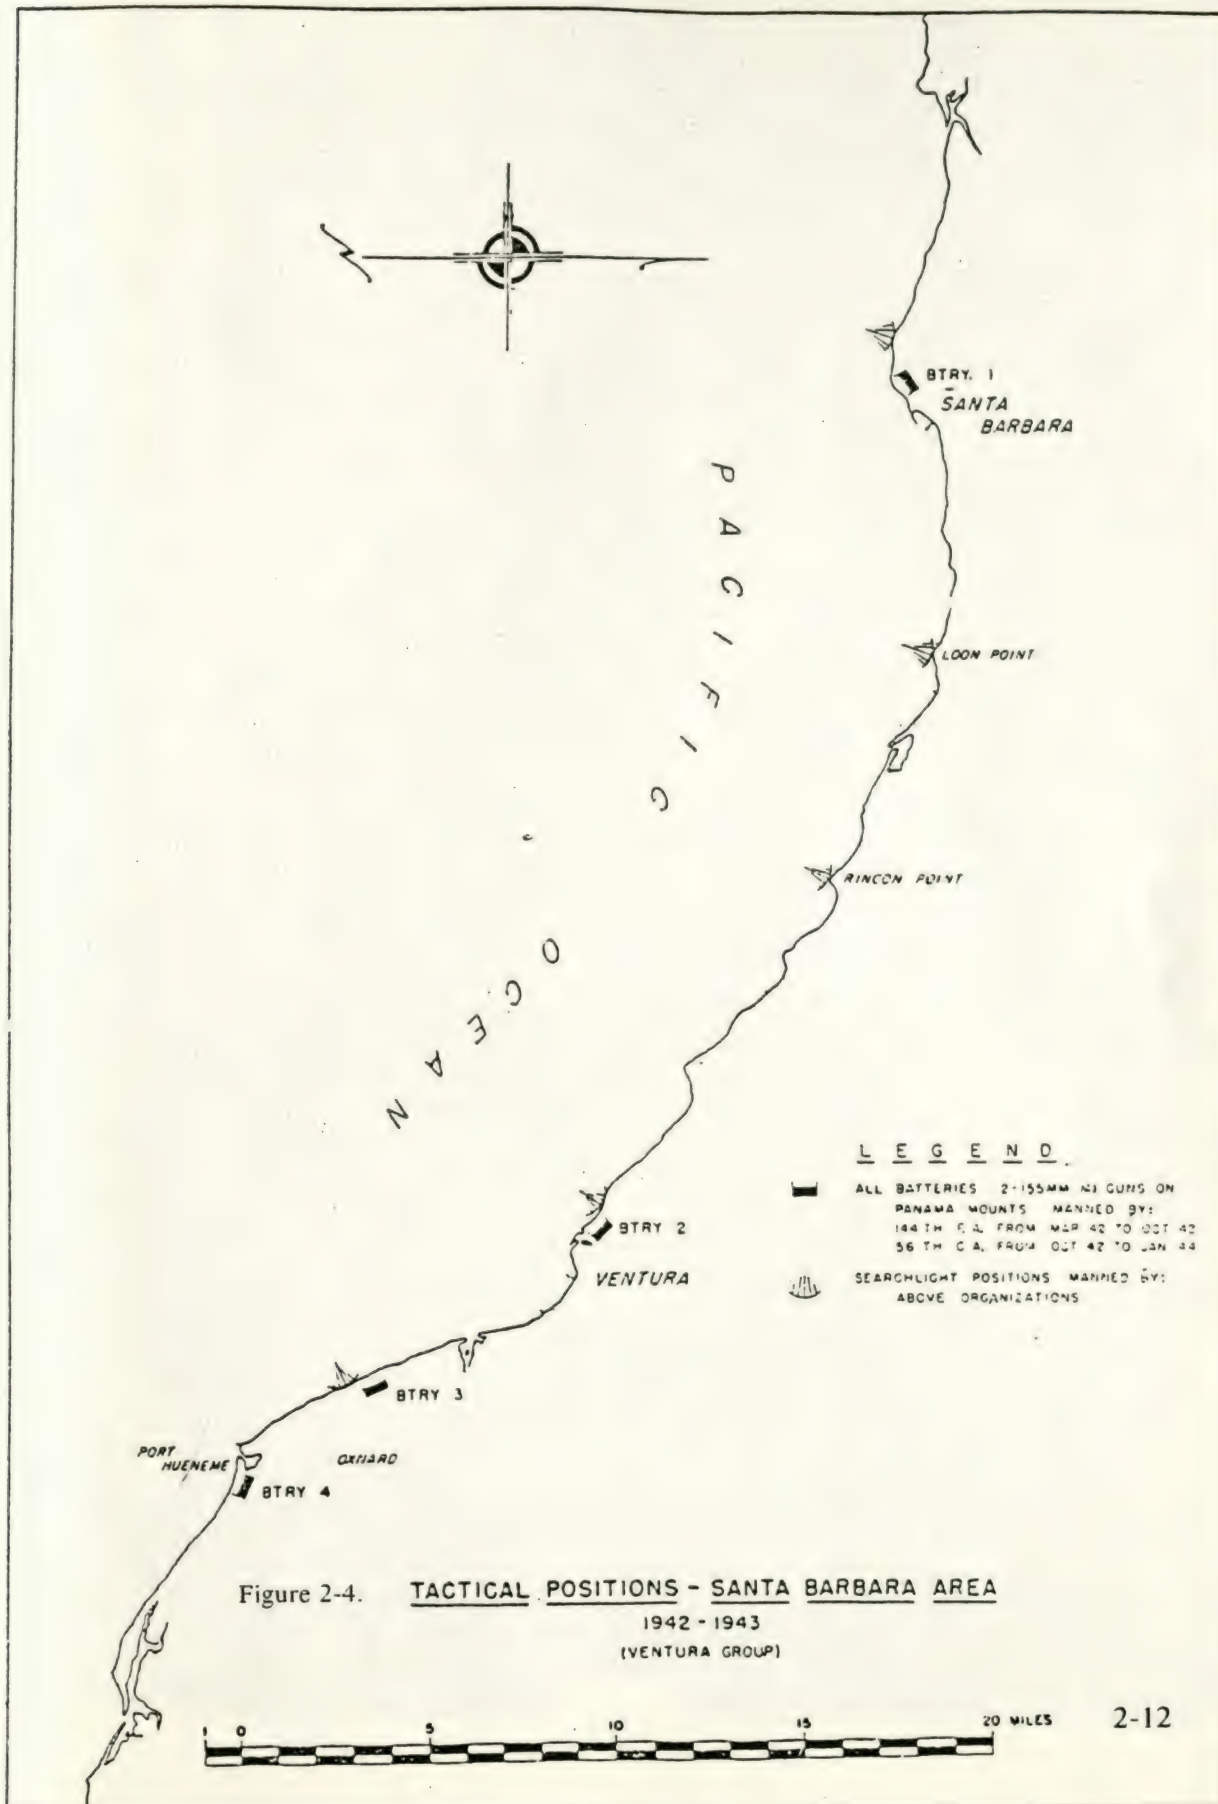 BTRY. 1
SANTA
BARBARA
PACIFIC
LOON POINT
RINCON POINT
OCEAN
LEGEND
ALL BATTERIES 2-155MM M1 GUNS ON
PANAMA MOUNTS MANNED BY:
144TH F.A. FROM MAR 42 TO OCT 42
56TH C.A. FROM OCT 42 TO JAN 44
SEARCHLIGHT POSITIONS MANNED BY:
ABOVE ORGANIZATIONS
BTRY 2
VENTURA
BTRY 3
PORT
HUENEME
OXNARD
BTRY 4
Figure 2-4. TACTICAL POSITIONS - SANTA BARBARA AREA
1942 - 1943
(VENTURA GROUP)
1 0 5 10 15 20 MILES
2-12